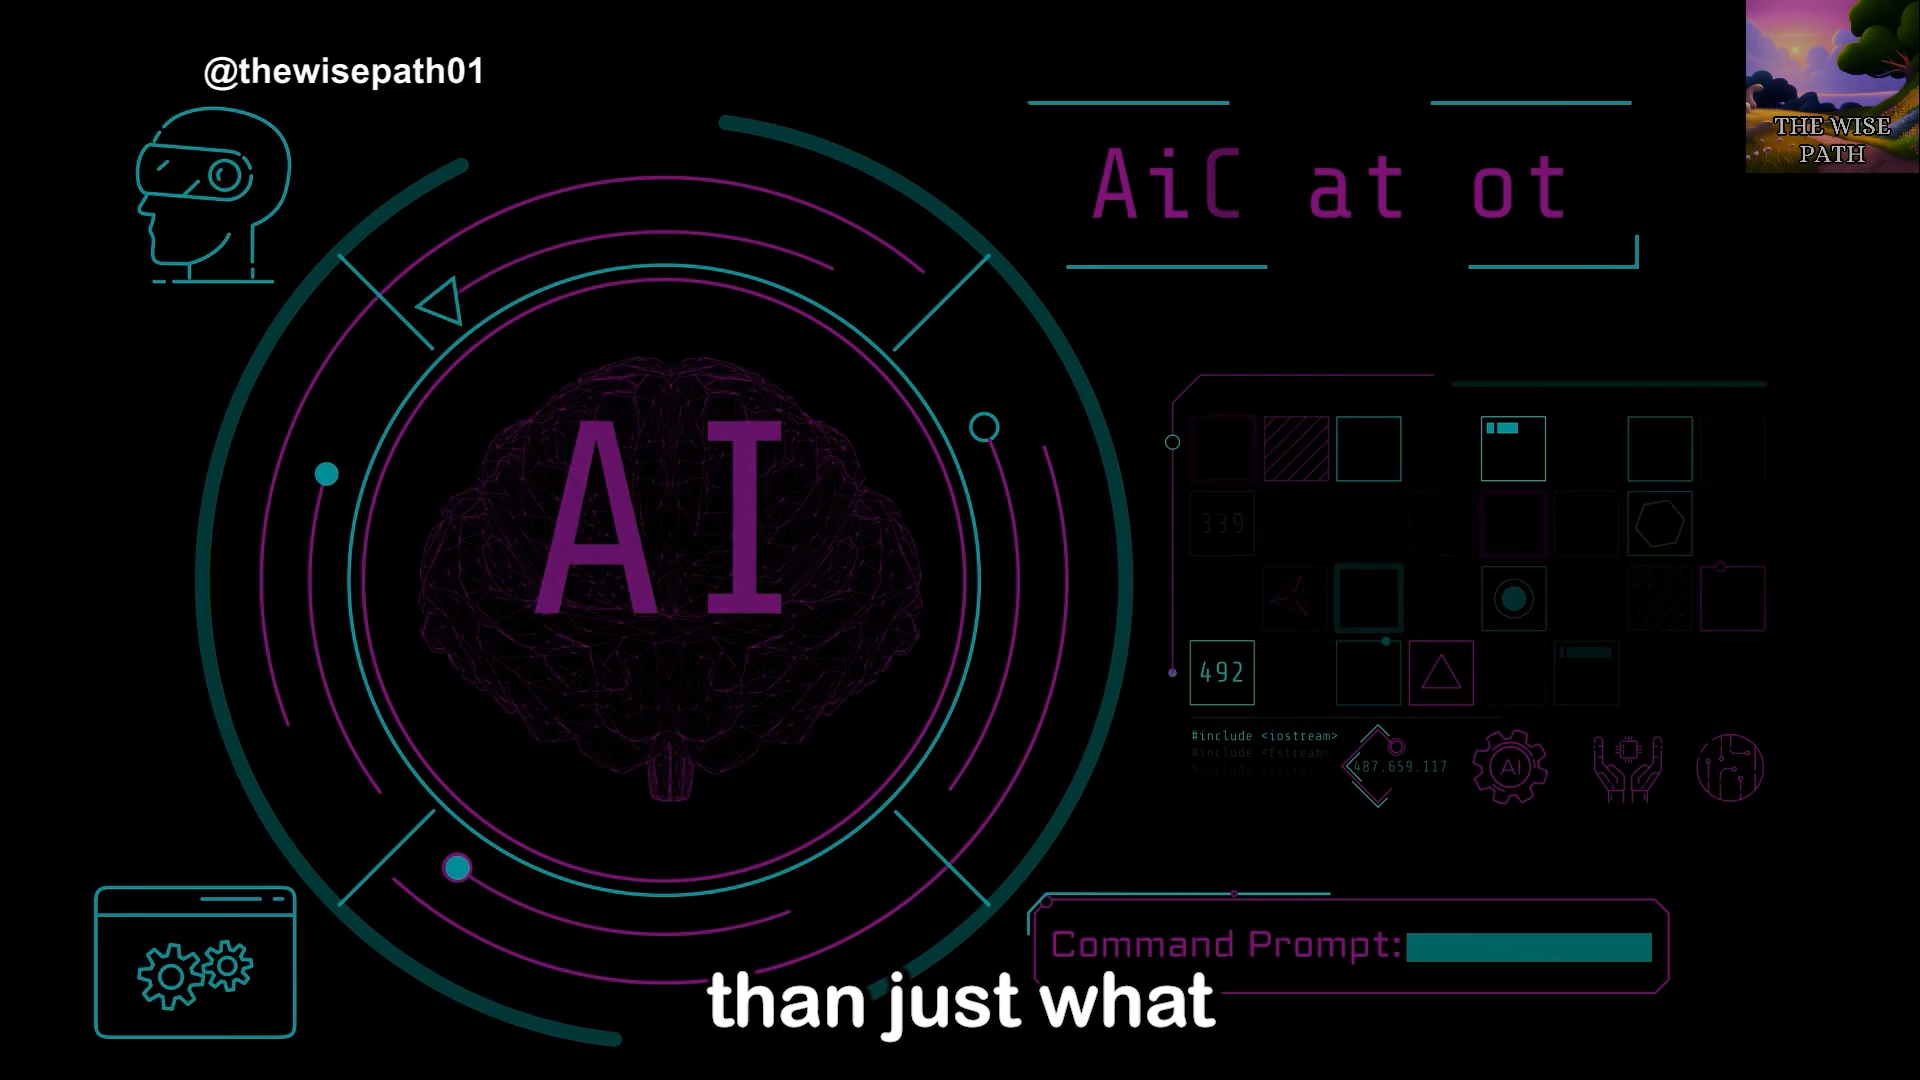 @thewisepath01
THE WISE
PATH
AiC at ot
AI
339
492
#include <iostream>
#include <fstream>
487.659.117
AI
Command Prompt:
than just what